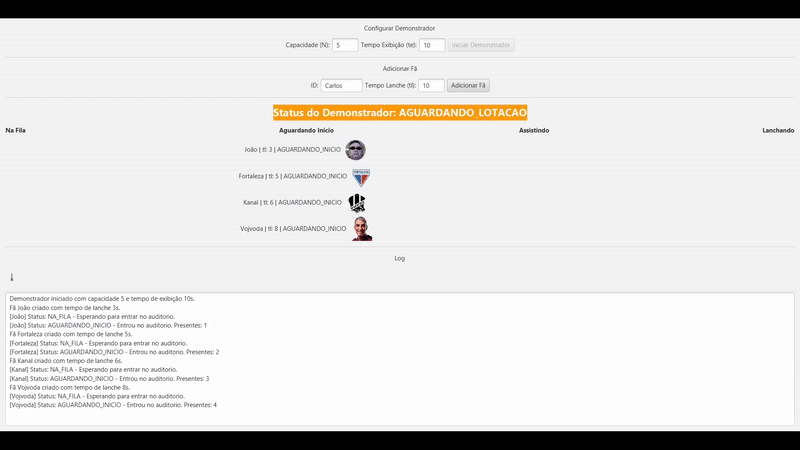 Configurar Demonstrador
Capacidade (N): 5 Tempo Exibição (te): 10 Iniciar Demonstrador
Adicionar Fã
ID: Carlos Tempo Lanche (tl): 10 Adicionar Fã
Status do Demonstrador: AGUARDANDO_LOTACAO
Na Fila Aguardando Início Assistindo Lanchando
João | tl: 3 | AGUARDANDO_INICIO
Fortaleza | tl: 5 | AGUARDANDO_INICIO
FORTALEZA
Kanal | tl: 6 | AGUARDANDO_INICIO
Vojvoda | tl: 8 | AGUARDANDO_INICIO
Log
Demonstrador iniciado com capacidade 5 e tempo de exibição 10s.
Fã João criado com tempo de lanche 3s.
[João] Status: NA_FILA - Esperando para entrar no auditorio.
[João] Status: AGUARDANDO_INICIO - Entrou no auditorio. Presentes: 1
Fã Fortaleza criado com tempo de lanche 5s.
[Fortaleza] Status: NA_FILA - Esperando para entrar no auditorio.
[Fortaleza] Status: AGUARDANDO_INICIO - Entrou no auditorio. Presentes: 2
Fã Kanal criado com tempo de lanche 6s.
[Kanal] Status: NA_FILA - Esperando para entrar no auditorio.
[Kanal] Status: AGUARDANDO_INICIO - Entrou no auditorio. Presentes: 3
Fã Vojvoda criado com tempo de lanche 8s.
[Vojvoda] Status: NA_FILA - Esperando para entrar no auditorio.
[Vojvoda] Status: AGUARDANDO_INICIO - Entrou no auditorio. Presentes: 4